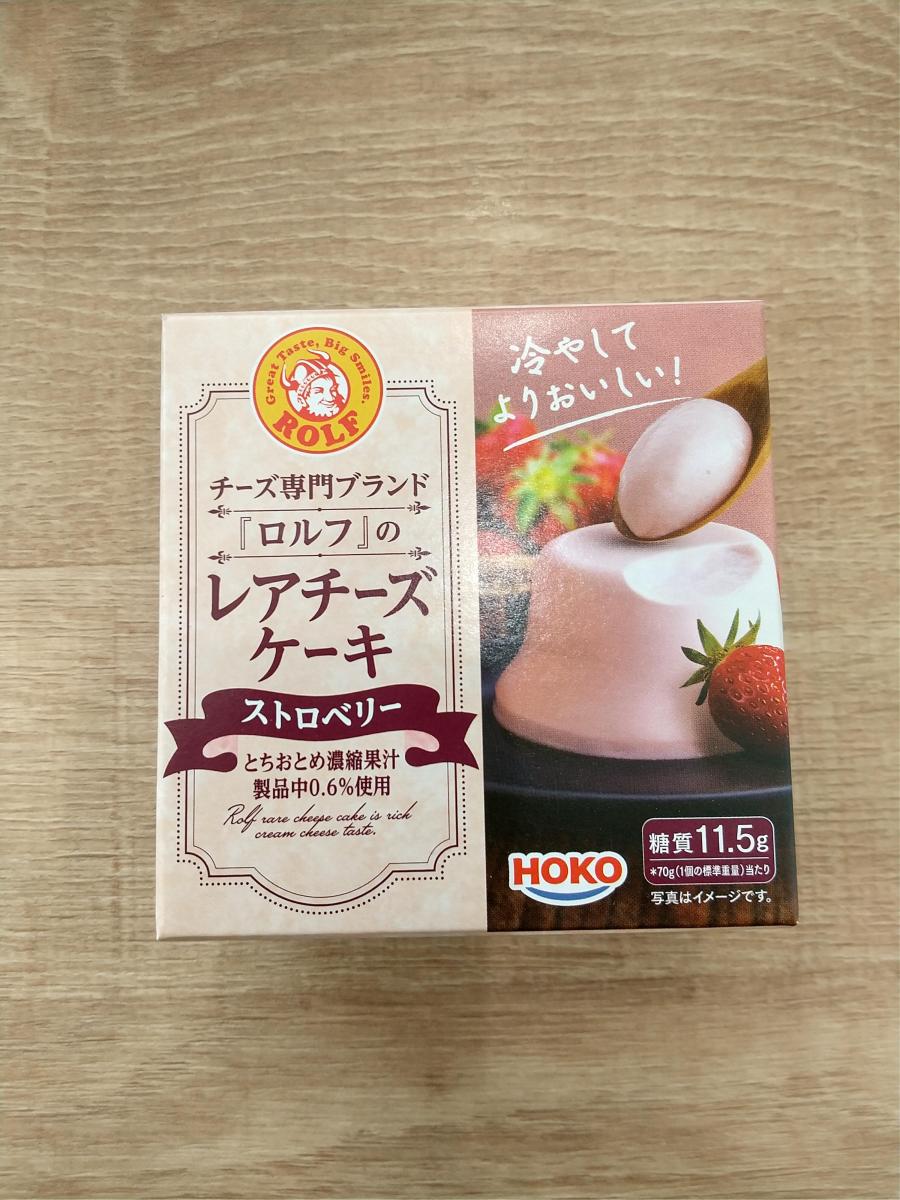 Great Taste, Big Smiles.
ROLF
チーズ専門ブランド
『ロルフ』の
レアチーズ
ケーキ
ストロベリー
とちおとめ濃縮果汁
製品中0.6%使用
Rolf rare cheese cake is rich
cream cheese taste.
冷やして
よりおいしい!
HOKO
糖質11.5g
*70g(1個の標準重量)当たり
写真はイメージです。